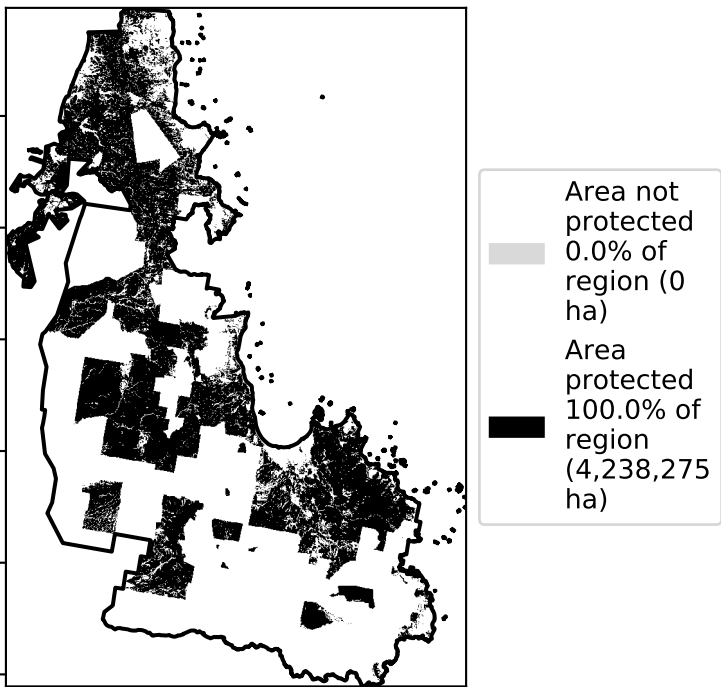 Area not
protected
0.0% of
region (0
ha)
Area
protected
100.0% of
region
(4,238,275
ha)